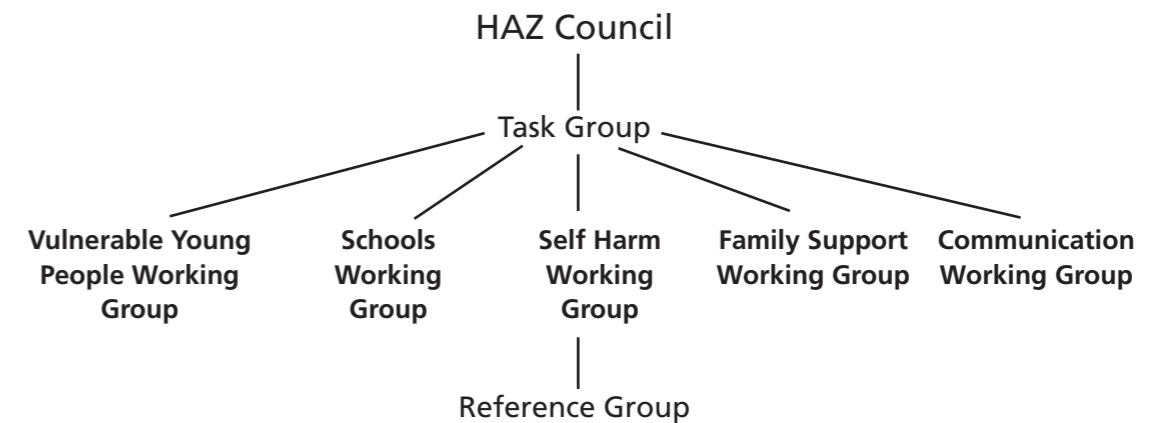 HAZ Council
Task Group
Vulnerable Young
People Working
Group
Schools
Working
Group
Self Harm
Working
Group
Family Support
Working Group
Communication
Working Group
Reference Group